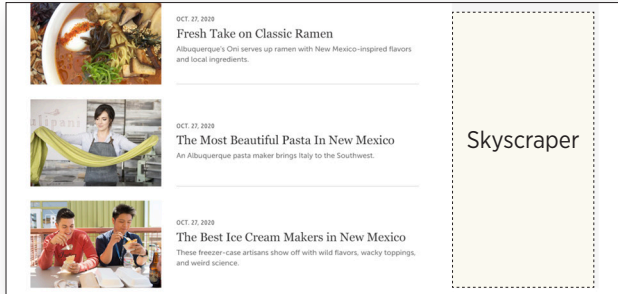 OCT. 27, 2020
Fresh Take on Classic Ramen
Albuquerque's Oni serves up ramen with New Mexico-inspired flavors
and local ingredients.
OCT. 27, 2020
The Most Beautiful Pasta In New Mexico
An Albuquerque pasta maker brings Italy to the Southwest.
OCT. 27, 2020
The Best Ice Cream Makers in New Mexico
These freezer-case artisans show off with wild flavors, wacky toppings,
and weird science.
Skyscraper